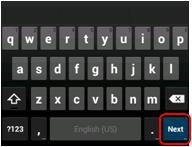 q w e r t y u i o p
a s d f g h j k l
z x c v b n m
?123 , English (US) . Next